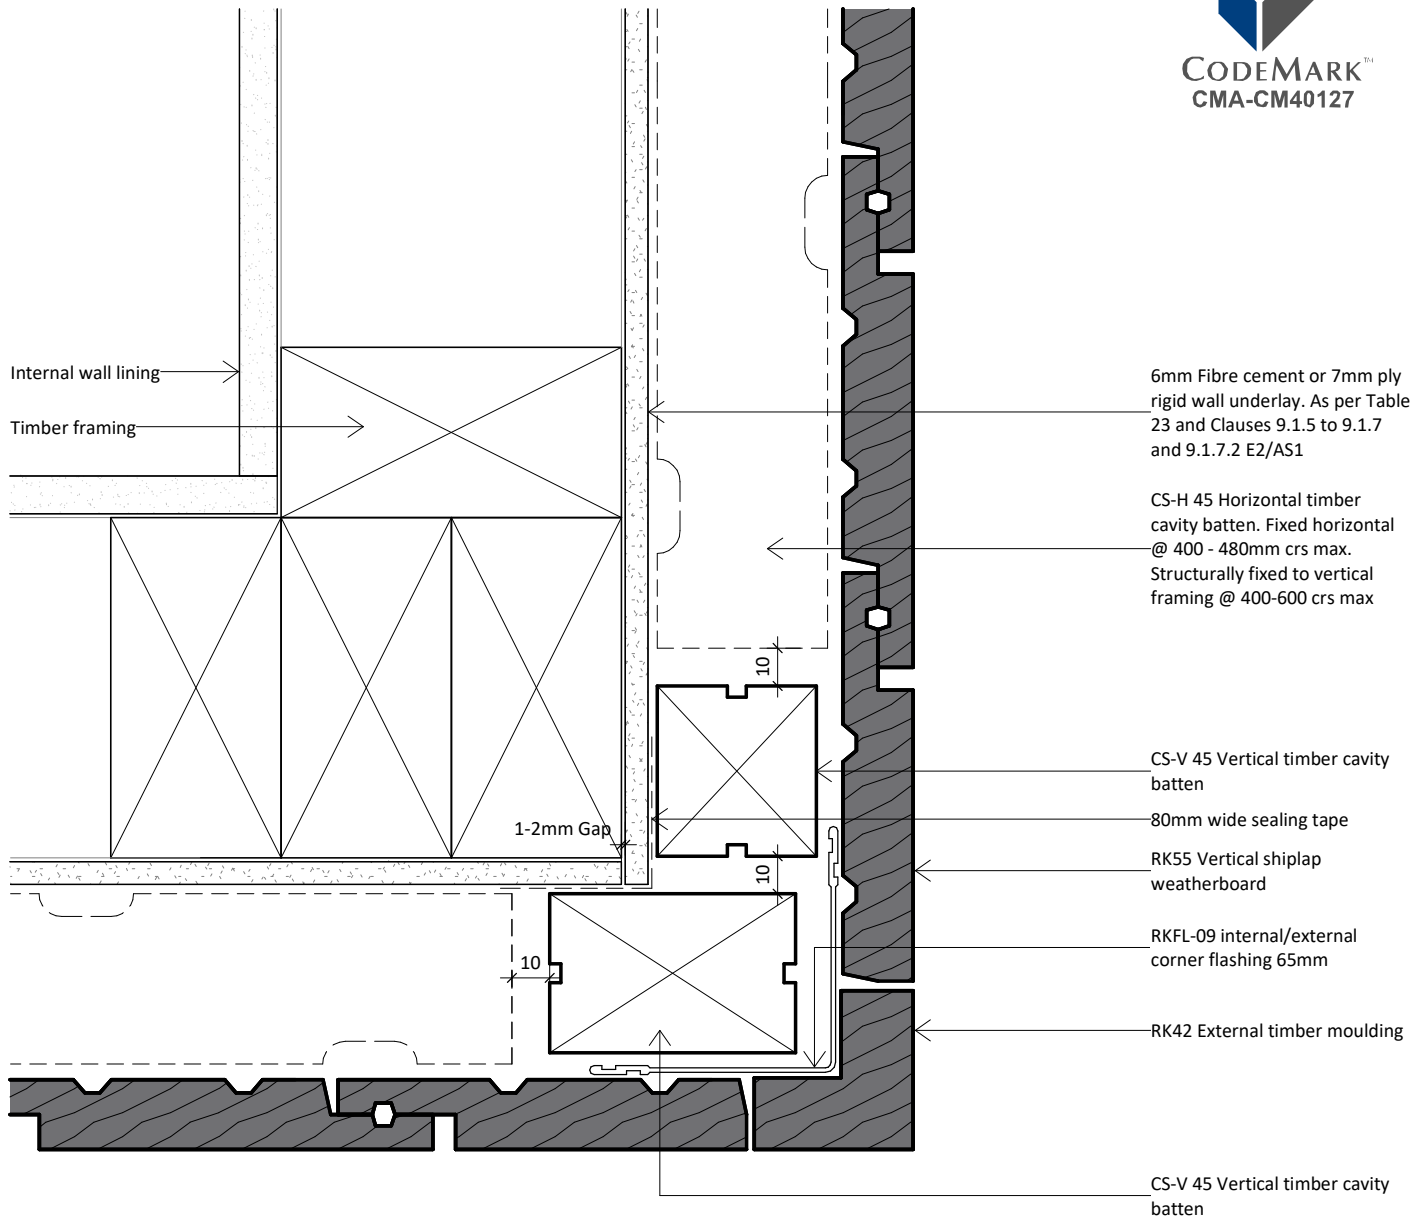 CODEMARK™
CMA-CM40127
Internal wall lining
Timber framing
6mm Fibre cement or 7mm ply
rigid wall underlay. As per Table
23 and Clauses 9.1.5 to 9.1.7
and 9.1.7.2 E2/AS1
CS-H 45 Horizontal timber
cavity batten. Fixed horizontal
@ 400 - 480mm crs max.
Structurally fixed to vertical
framing @ 400-600 crs max
10
CS-V 45 Vertical timber cavity
batten
1-2mm Gap
80mm wide sealing tape
RK55 Vertical shiplap
weatherboard
10
RKFL-09 internal/external
corner flashing 65mm
10
RK42 External timber moulding
CS-V 45 Vertical timber cavity
batten